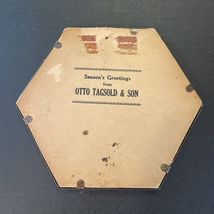 Season's Greetings
from
OTTO TAGSOLD & SON